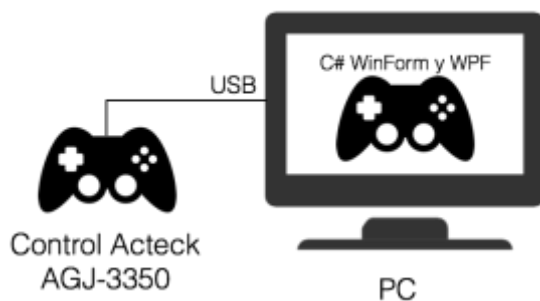 C# WinForm y WPF
USB
Control Acteck
AGJ-3350
PC